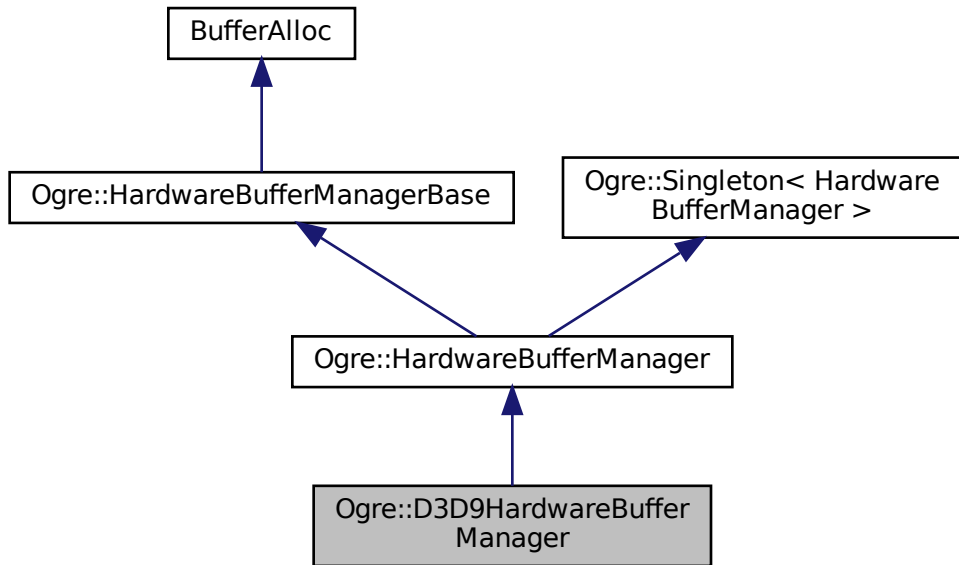 BufferAlloc
Ogre::HardwareBufferManagerBase
Ogre::Singleton< Hardware
BufferManager >
Ogre::HardwareBufferManager
Ogre::D3D9HardwareBuffer
Manager